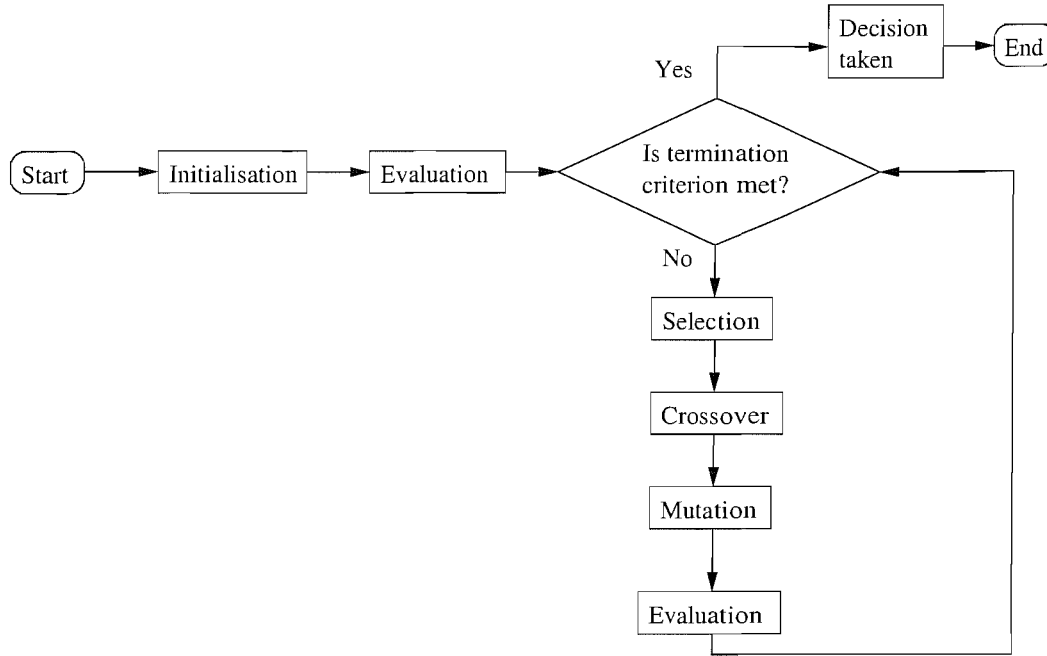 Decision
taken
End
Yes
Is termination
criterion met?
Start
Initialisation
Evaluation
No
Selection
Crossover
Mutation
Evaluation